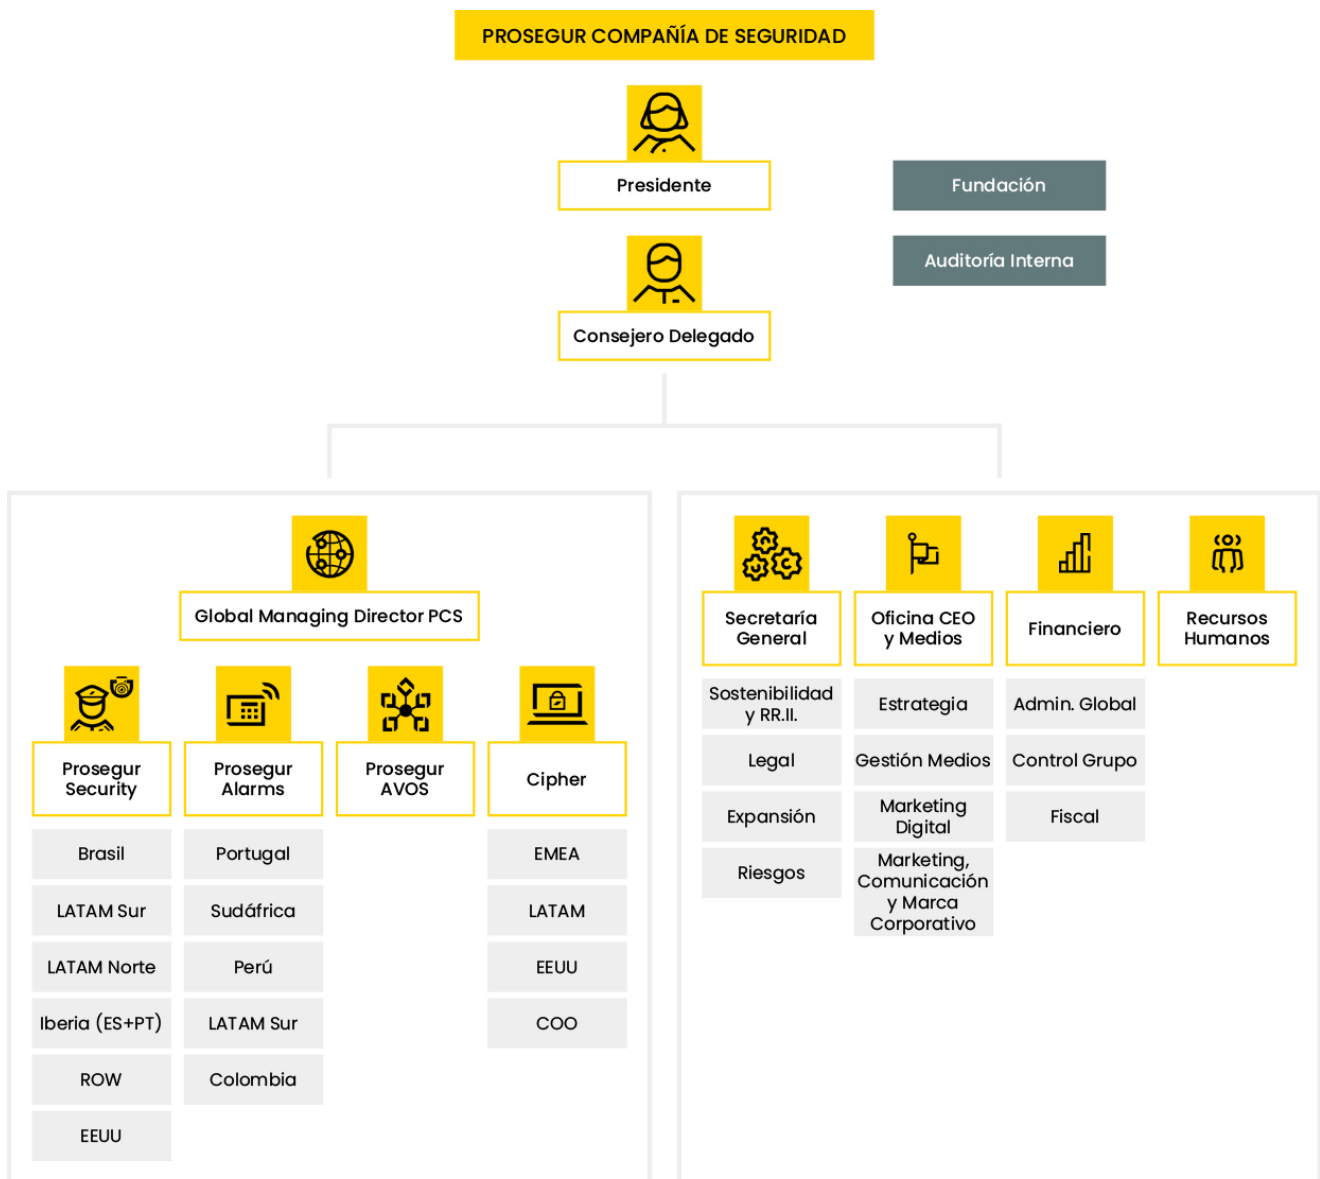 PROSEGUR COMPAÑÍA DE SEGURIDAD
Presidente
Fundación
Auditoría Interna
Consejero Delegado
Global Managing Director PCS
Prosegur
Security
Brasil
LATAM Sur
LATAM Norte
Iberia (ES+PT)
ROW
EEUU
Prosegur
Alarms
Portugal
Sudáfrica
Perú
LATAM Sur
Colombia
Prosegur
AVOS
Cipher
EMEA
LATAM
EEUU
COO
Secretaría
General
Sostenibilidad
y RR.II.
Legal
Expansión
Riesgos
Oficina CEO
y Medios
Estrategia
Gestión Medios
Marketing
Digital
Marketing,
Comunicación
y Marca
Corporativo
Financiero
Admin. Global
Control Grupo
Fiscal
Recursos
Humanos